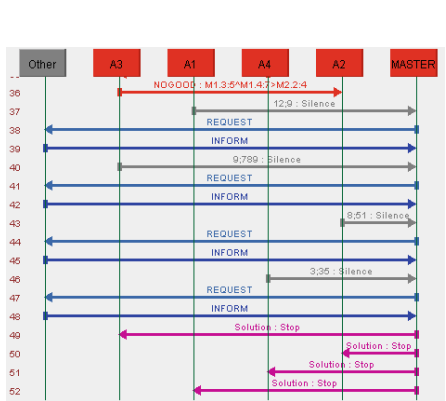 Other A3 A1 A4 A2 MASTER
36 NOGOOD : M1.3:5^M1.4:7>M2.2:4
37 12;9 : Silence
38 REQUEST
39 INFORM
40 9;789 : Silence
41 REQUEST
42 INFORM
43 8;51 : Silence
44 REQUEST
45 INFORM
46 3;35 : Silence
47 REQUEST
48 INFORM
49 Solution : Stop
50 Solution : Stop
51 Solution : Stop
52 Solution : Stop